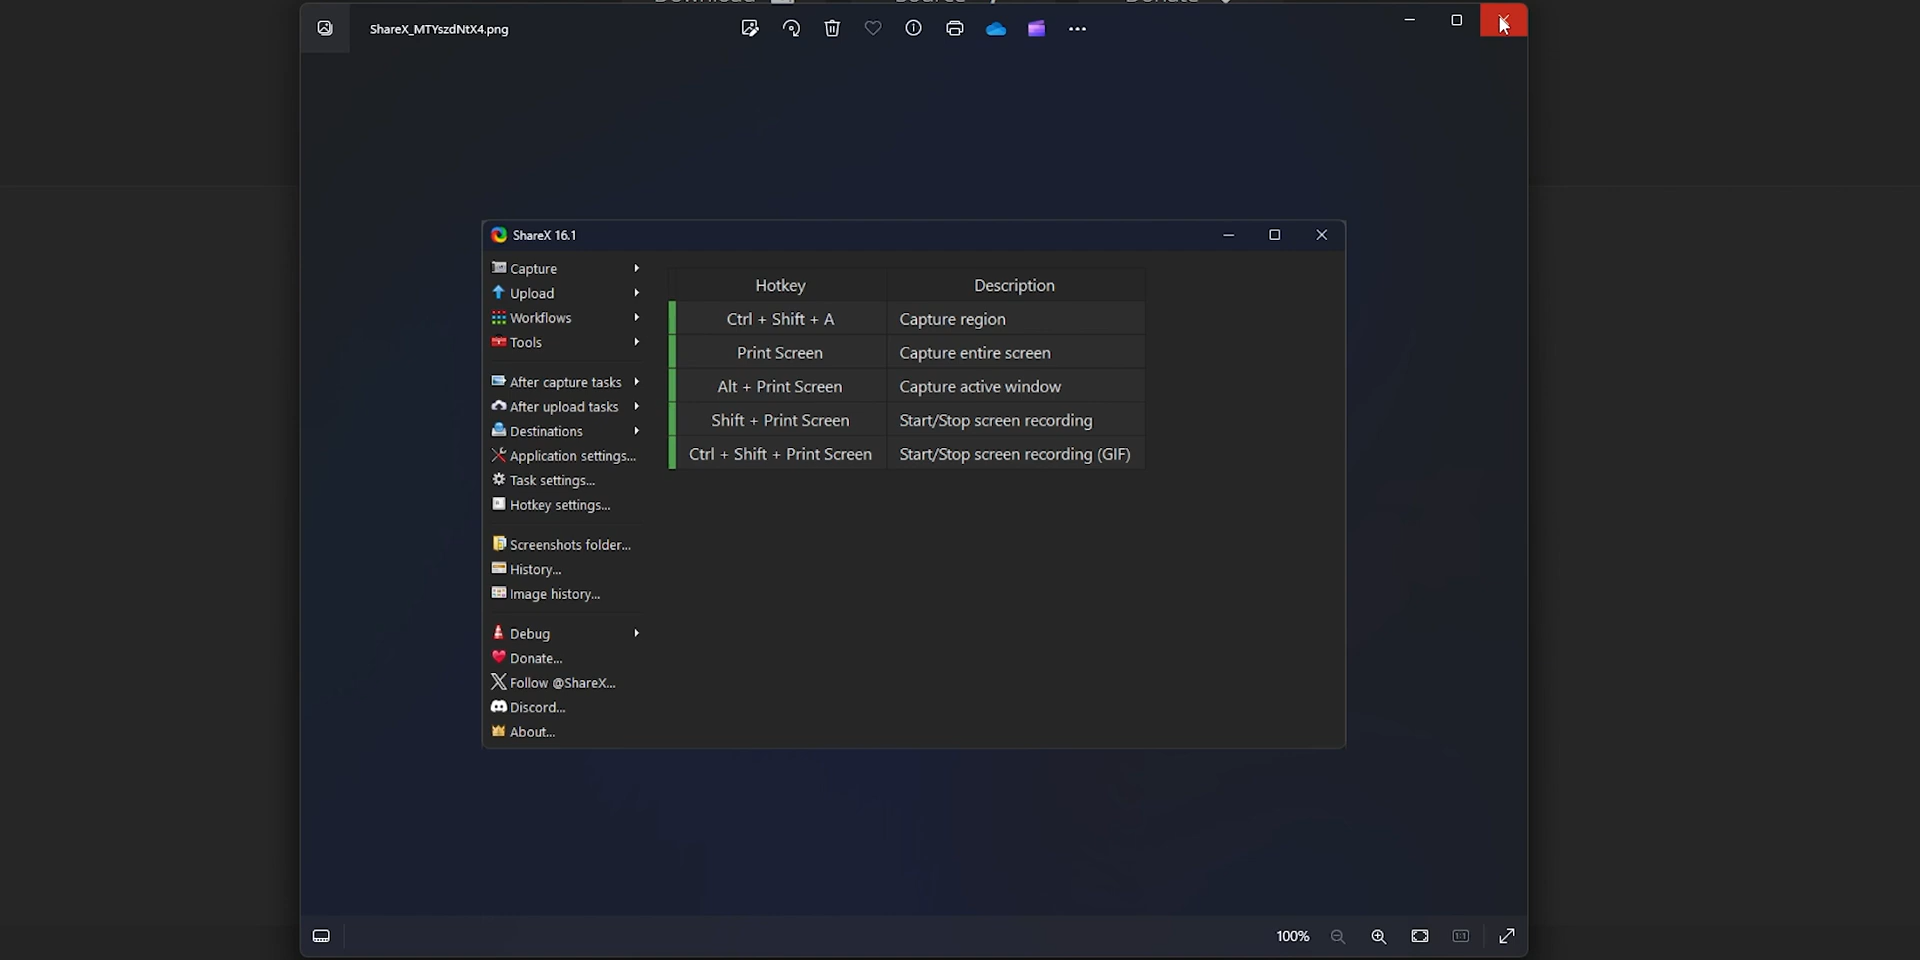 ShareX_MTYszdNtX4.png
ShareX 16.1
Capture
Upload
Workflows
Tools
After capture tasks
After upload tasks
Destinations
Application settings...
Task settings...
Hotkey settings...
Screenshots folder...
History...
Image history...
Debug
Donate...
Follow @ShareX...
Discord...
About...
Hotkey Description
Ctrl + Shift + A Capture region
Print Screen Capture entire screen
Alt + Print Screen Capture active window
Shift + Print Screen Start/Stop screen recording
Ctrl + Shift + Print Screen Start/Stop screen recording (GIF)
100%
1:1